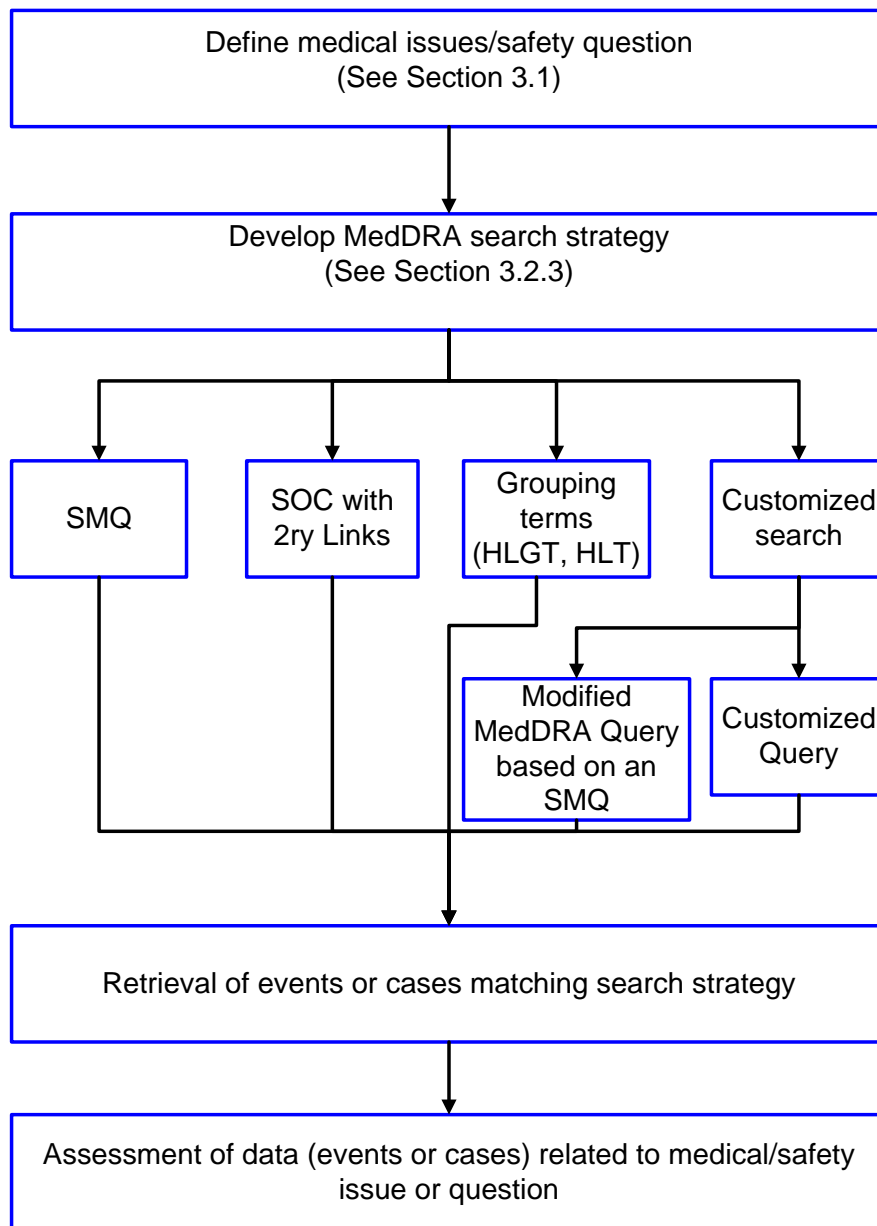 Define medical issues/safety question
(See Section 3.1)
Develop MedDRA search strategy
(See Section 3.2.3)
SMQ
SOC with
2ry Links
Grouping
terms
(HLGT, HLT)
Customized
search
Modified
MedDRA Query
based on an
SMQ
Customized
Query
Retrieval of events or cases matching search strategy
Assessment of data (events or cases) related to medical/safety
issue or question